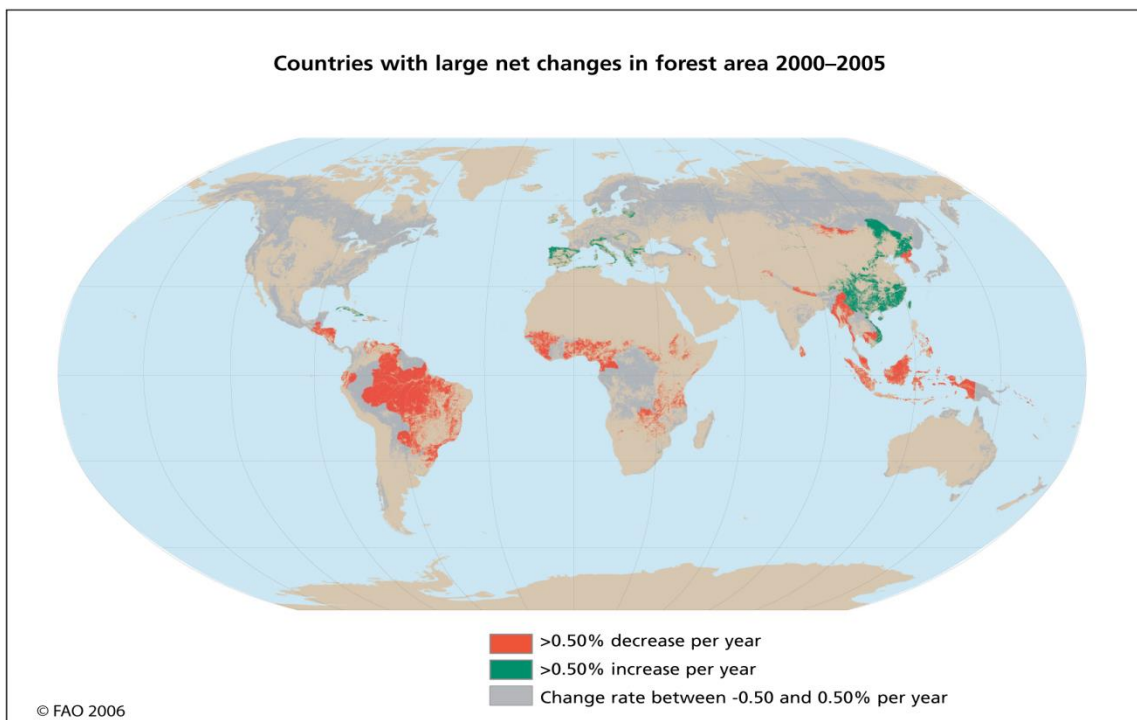 Countries with large net changes in forest area 2000–2005
>0.50% decrease per year
>0.50% increase per year
Change rate between -0.50 and 0.50% per year
© FAO 2006